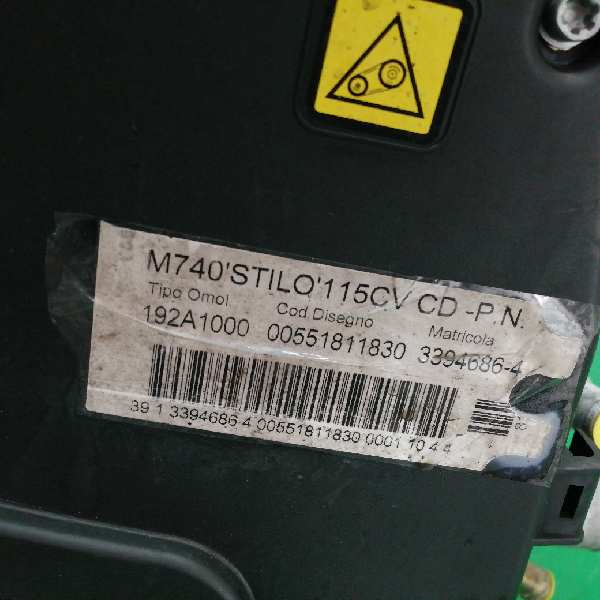 M740'STILO'115CV CD -P.N.
Tipo Omol. Cod.Disegno Matricola
192A1000 00551811830 3394686-4
39 1 3394686 4 00551811830 0001 10 4 4